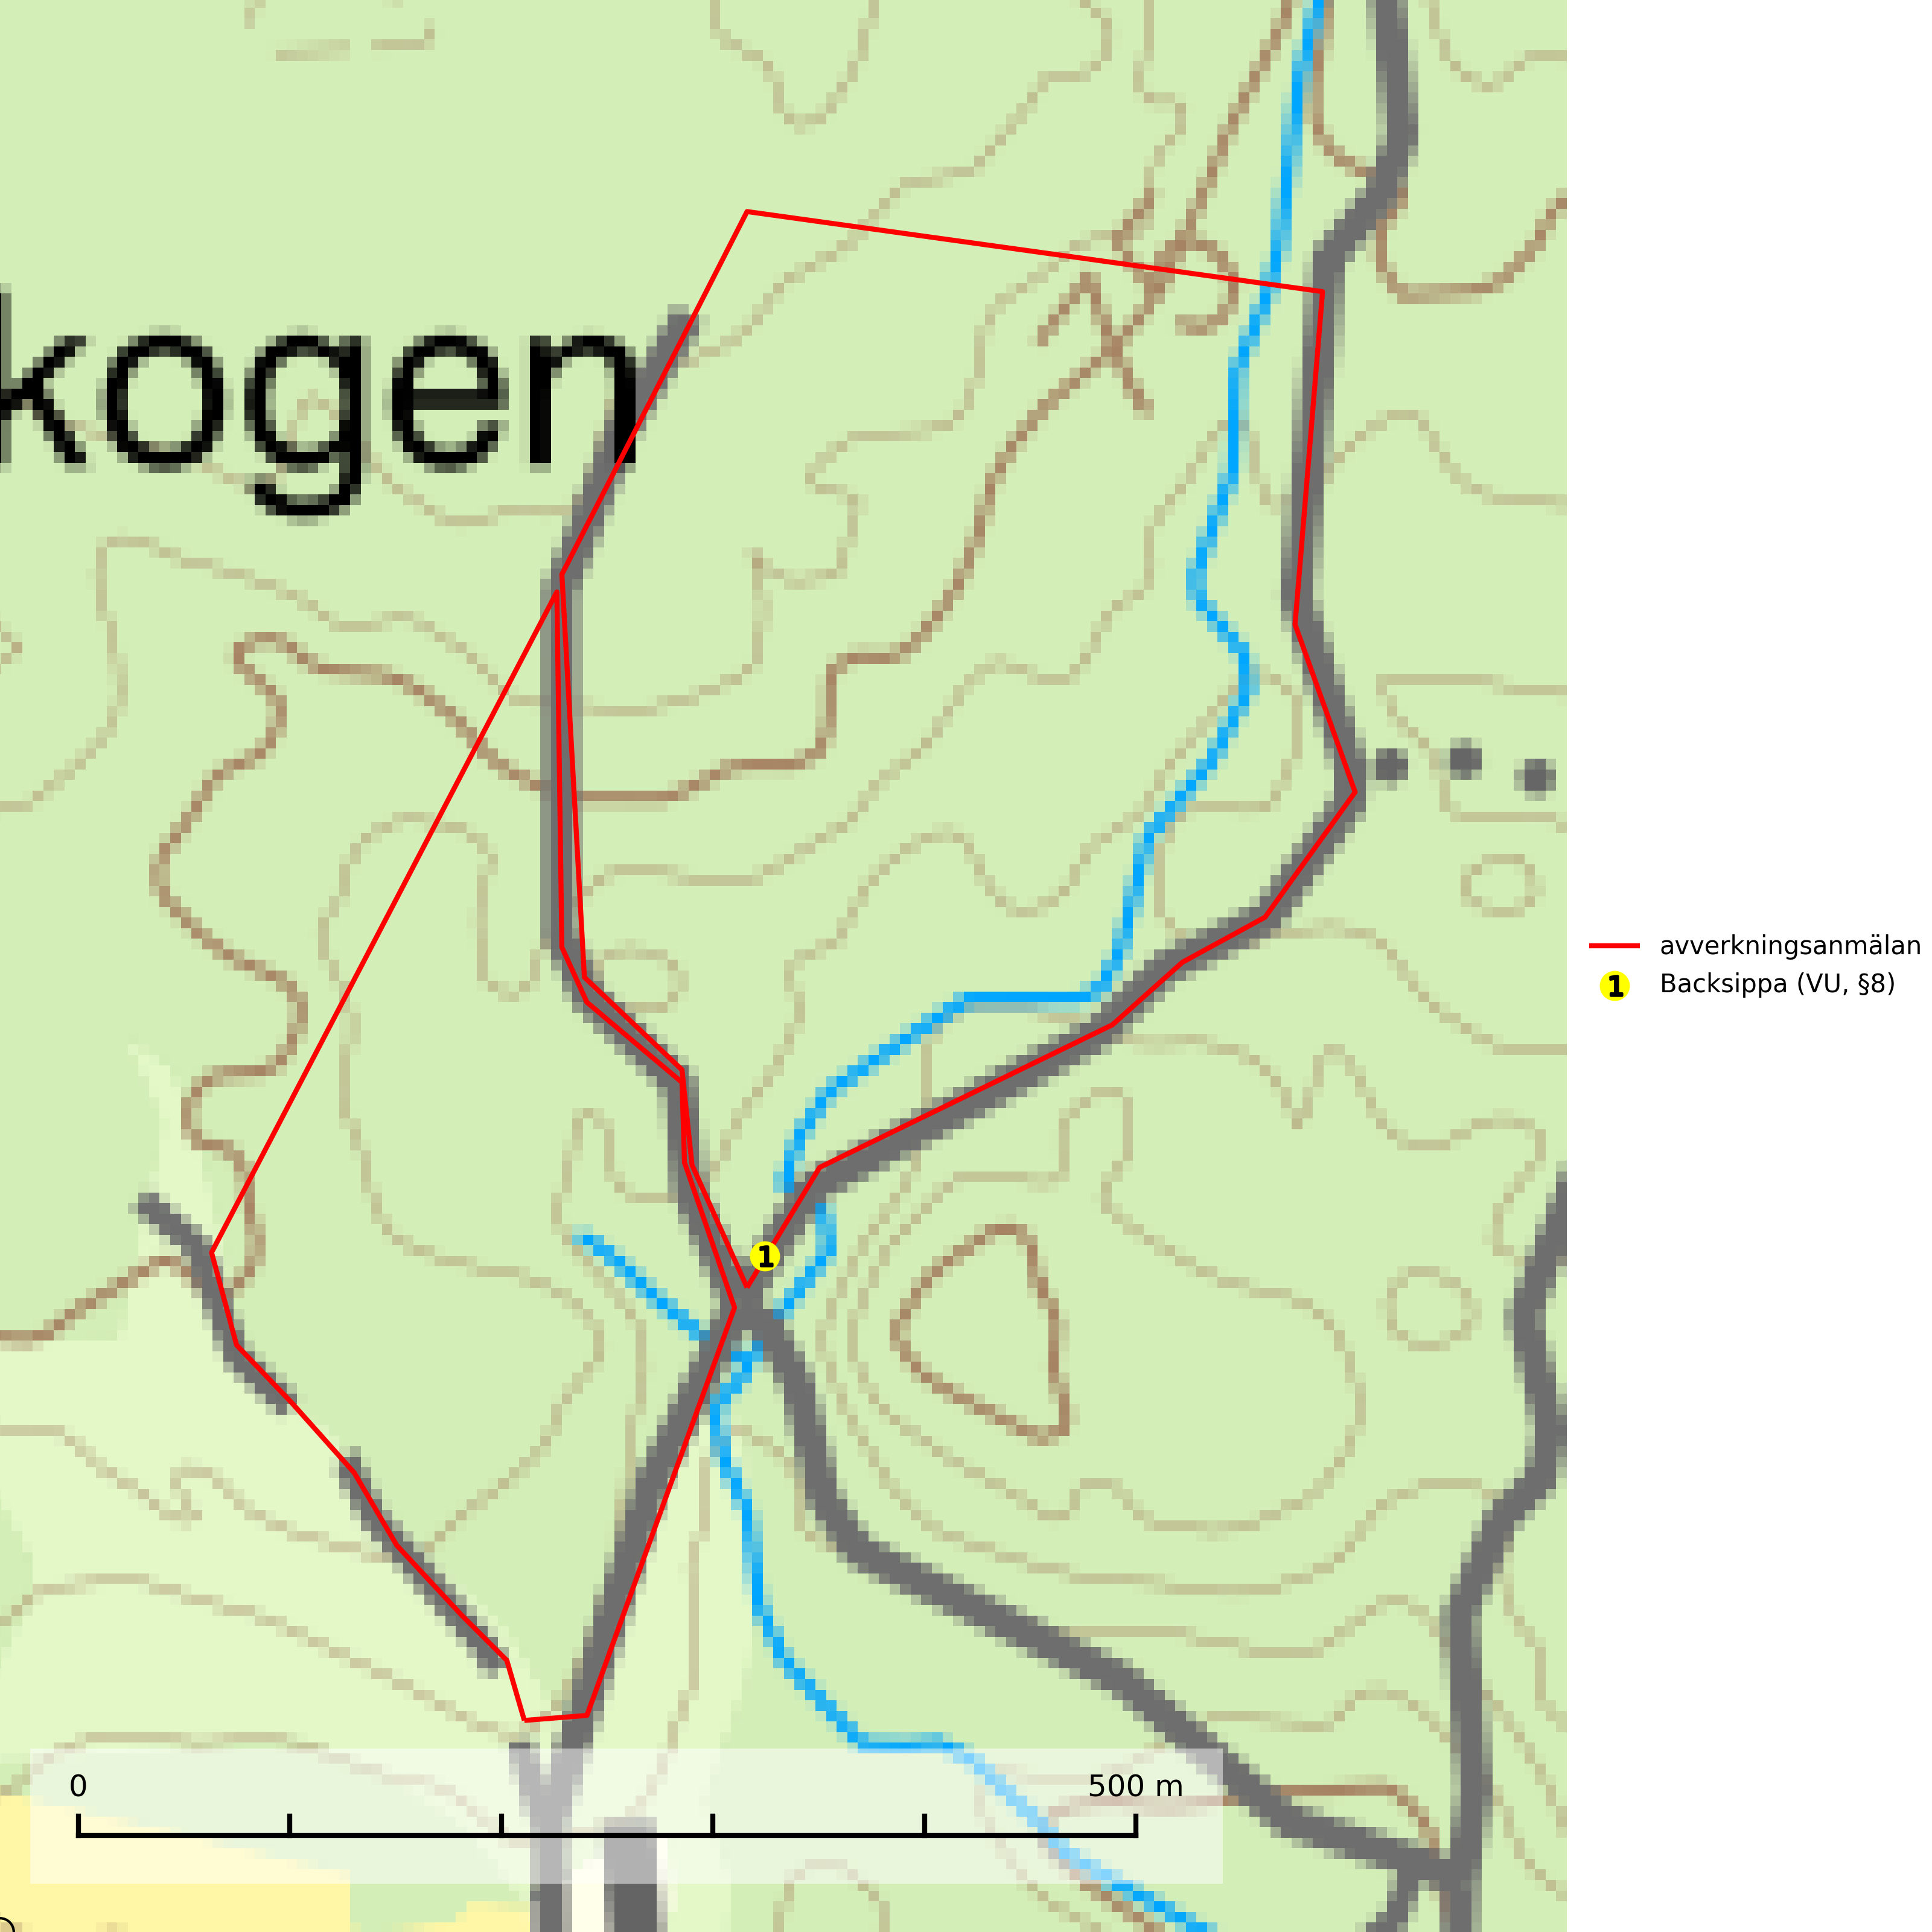 kogen
1
avverkningsanmälan
1 Backsippa (VU, §8)
0 500 m